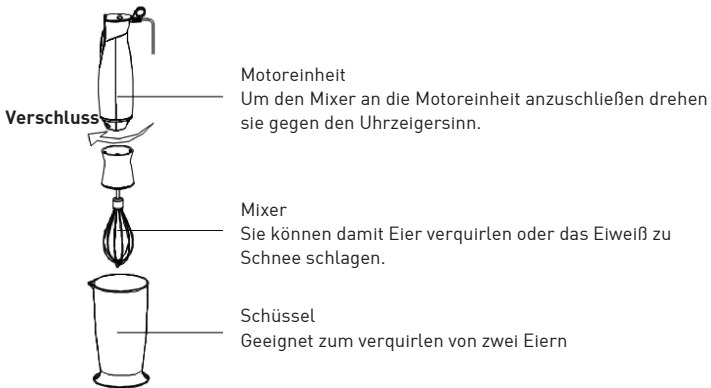 Motoreinheit
Um den Mixer an die Motoreinheit anzuschließen drehen
Verschluss
sie gegen den Uhrzeigersinn.
Mixer
Sie können damit Eier verquirlen oder das Eiweiß zu
Schnee schlagen.
Schüssel
Geeignet zum verquirlen von zwei Eiern